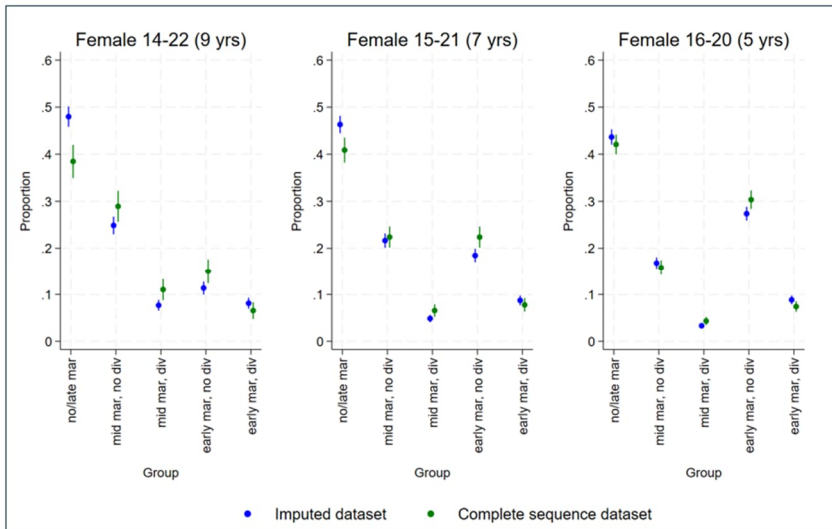 Female 14-22 (9 yrs)
.6
.5
.4
.3
.2
.1
0
Proportion
no/late mar
mid mar, no div
mid mar, div
early mar, no div
early mar, div
Group
Female 15-21 (7 yrs)
.6
.5
.4
.3
.2
.1
0
Proportion
no/late mar
mid mar, no div
mid mar, div
early mar, no div
early mar, div
Group
Female 16-20 (5 yrs)
.6
.5
.4
.3
.2
.1
0
Proportion
no/late mar
mid mar, no div
mid mar, div
early mar, no div
early mar, div
Group
Imputed dataset
Complete sequence dataset